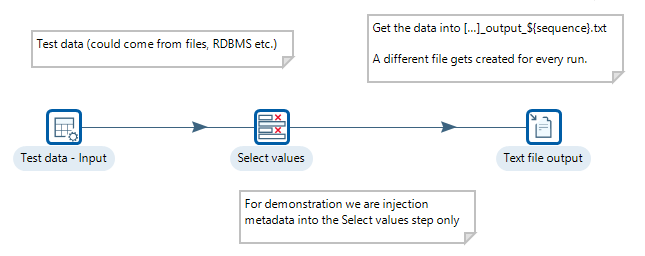 Test data (could come from files, RDBMS etc.)
Get the data into [...]_output_${sequence}.txt
A different file gets created for every run.
Test data - Input
Select values
Text file output
For demonstration we are injection
metadata into the Select values step only